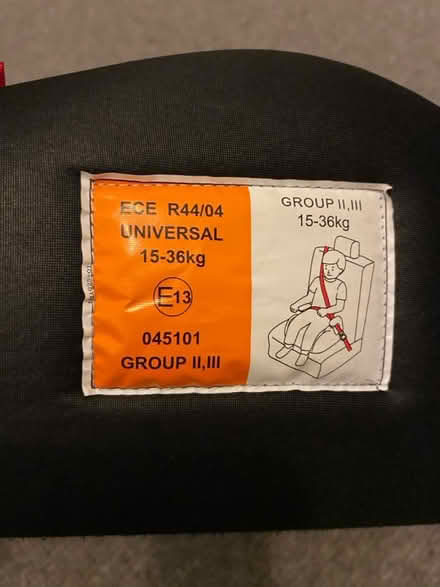 ECE R44/04
UNIVERSAL
15-36kg
E13
045101
GROUP II,III
GROUP II,III
15-36kg